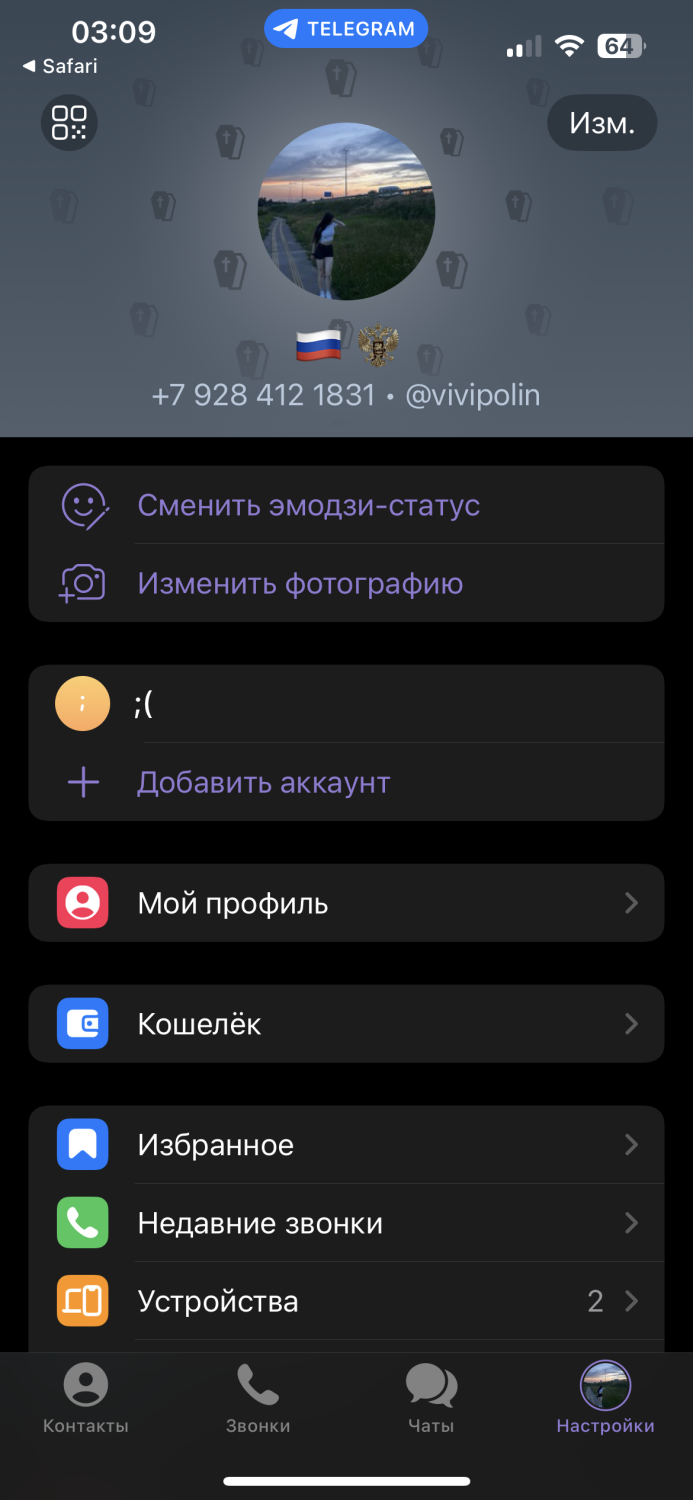 03:09
TELEGRAM
64
◀ Safari
Изм.
+7 928 412 1831 • @vivipolin
Сменить эмодзи-статус
Изменить фотографию
;
;(
Добавить аккаунт
Мой профиль
Кошелёк
Избранное
Недавние звонки
Устройства 2
Контакты
Звонки
Чаты
Настройки